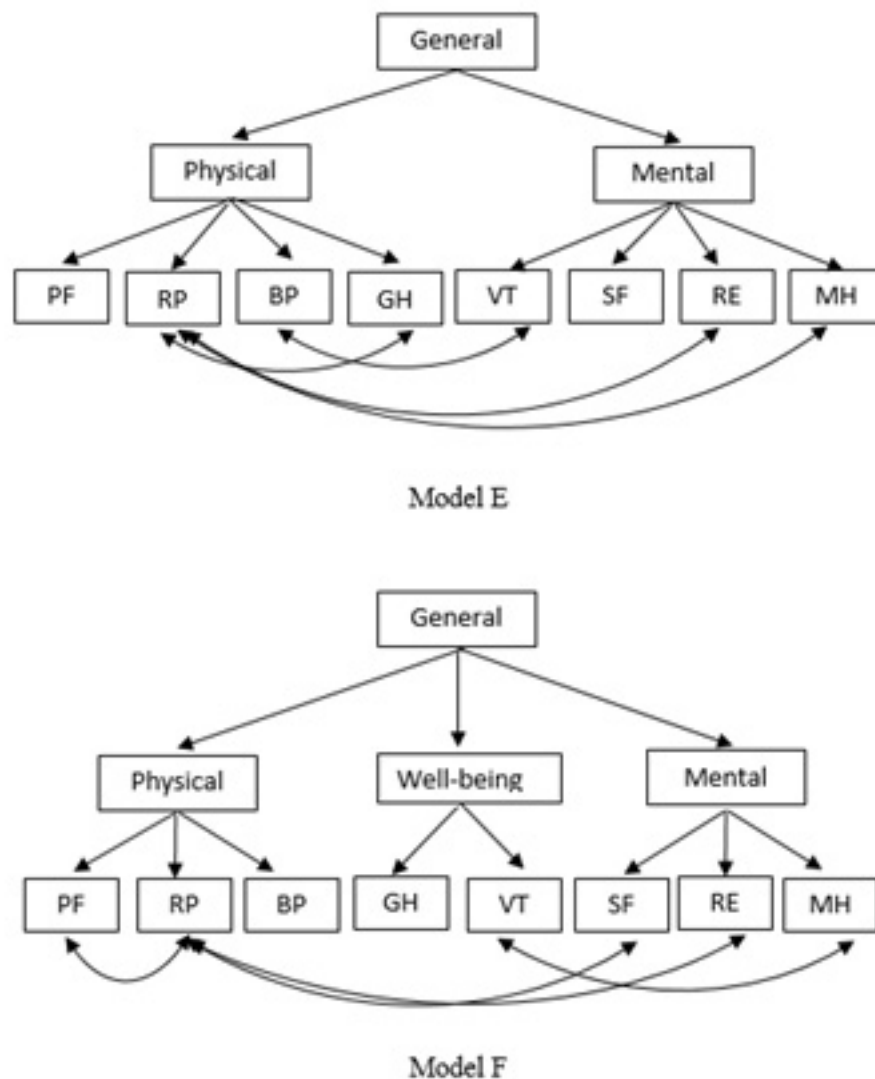 General
Physical Mental
PF RP BP GH VT SF RE MH
Model E
General
Physical Well-being Mental
PF RP BP GH VT SF RE MH
Model F